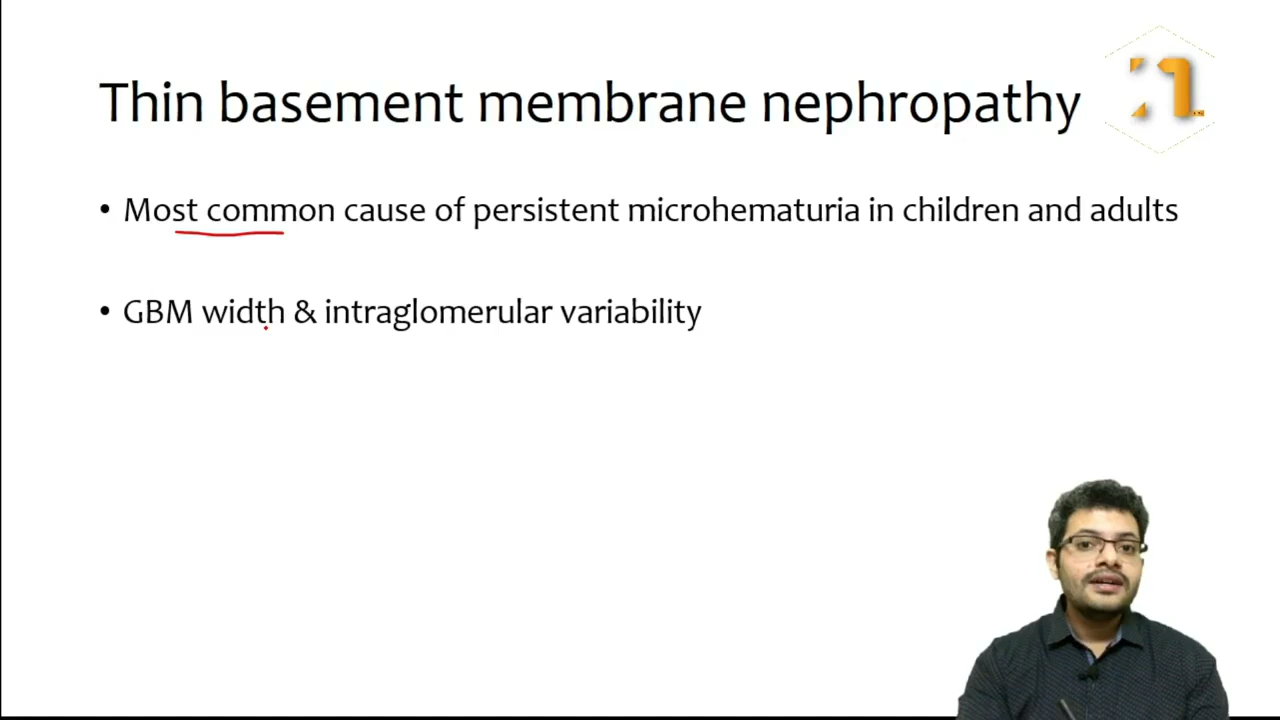 Thin basement membrane nephropathy
• Most common cause of persistent microhematuria in children and adults
• GBM width & intraglomerular variability